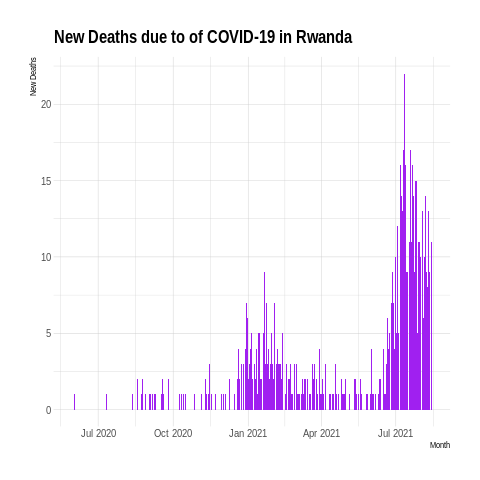 New Deaths due to of COVID-19 in Rwanda
New Deaths
20
15
10
5
0
Jul 2020
Oct 2020
Jan 2021
Apr 2021
Jul 2021
Month